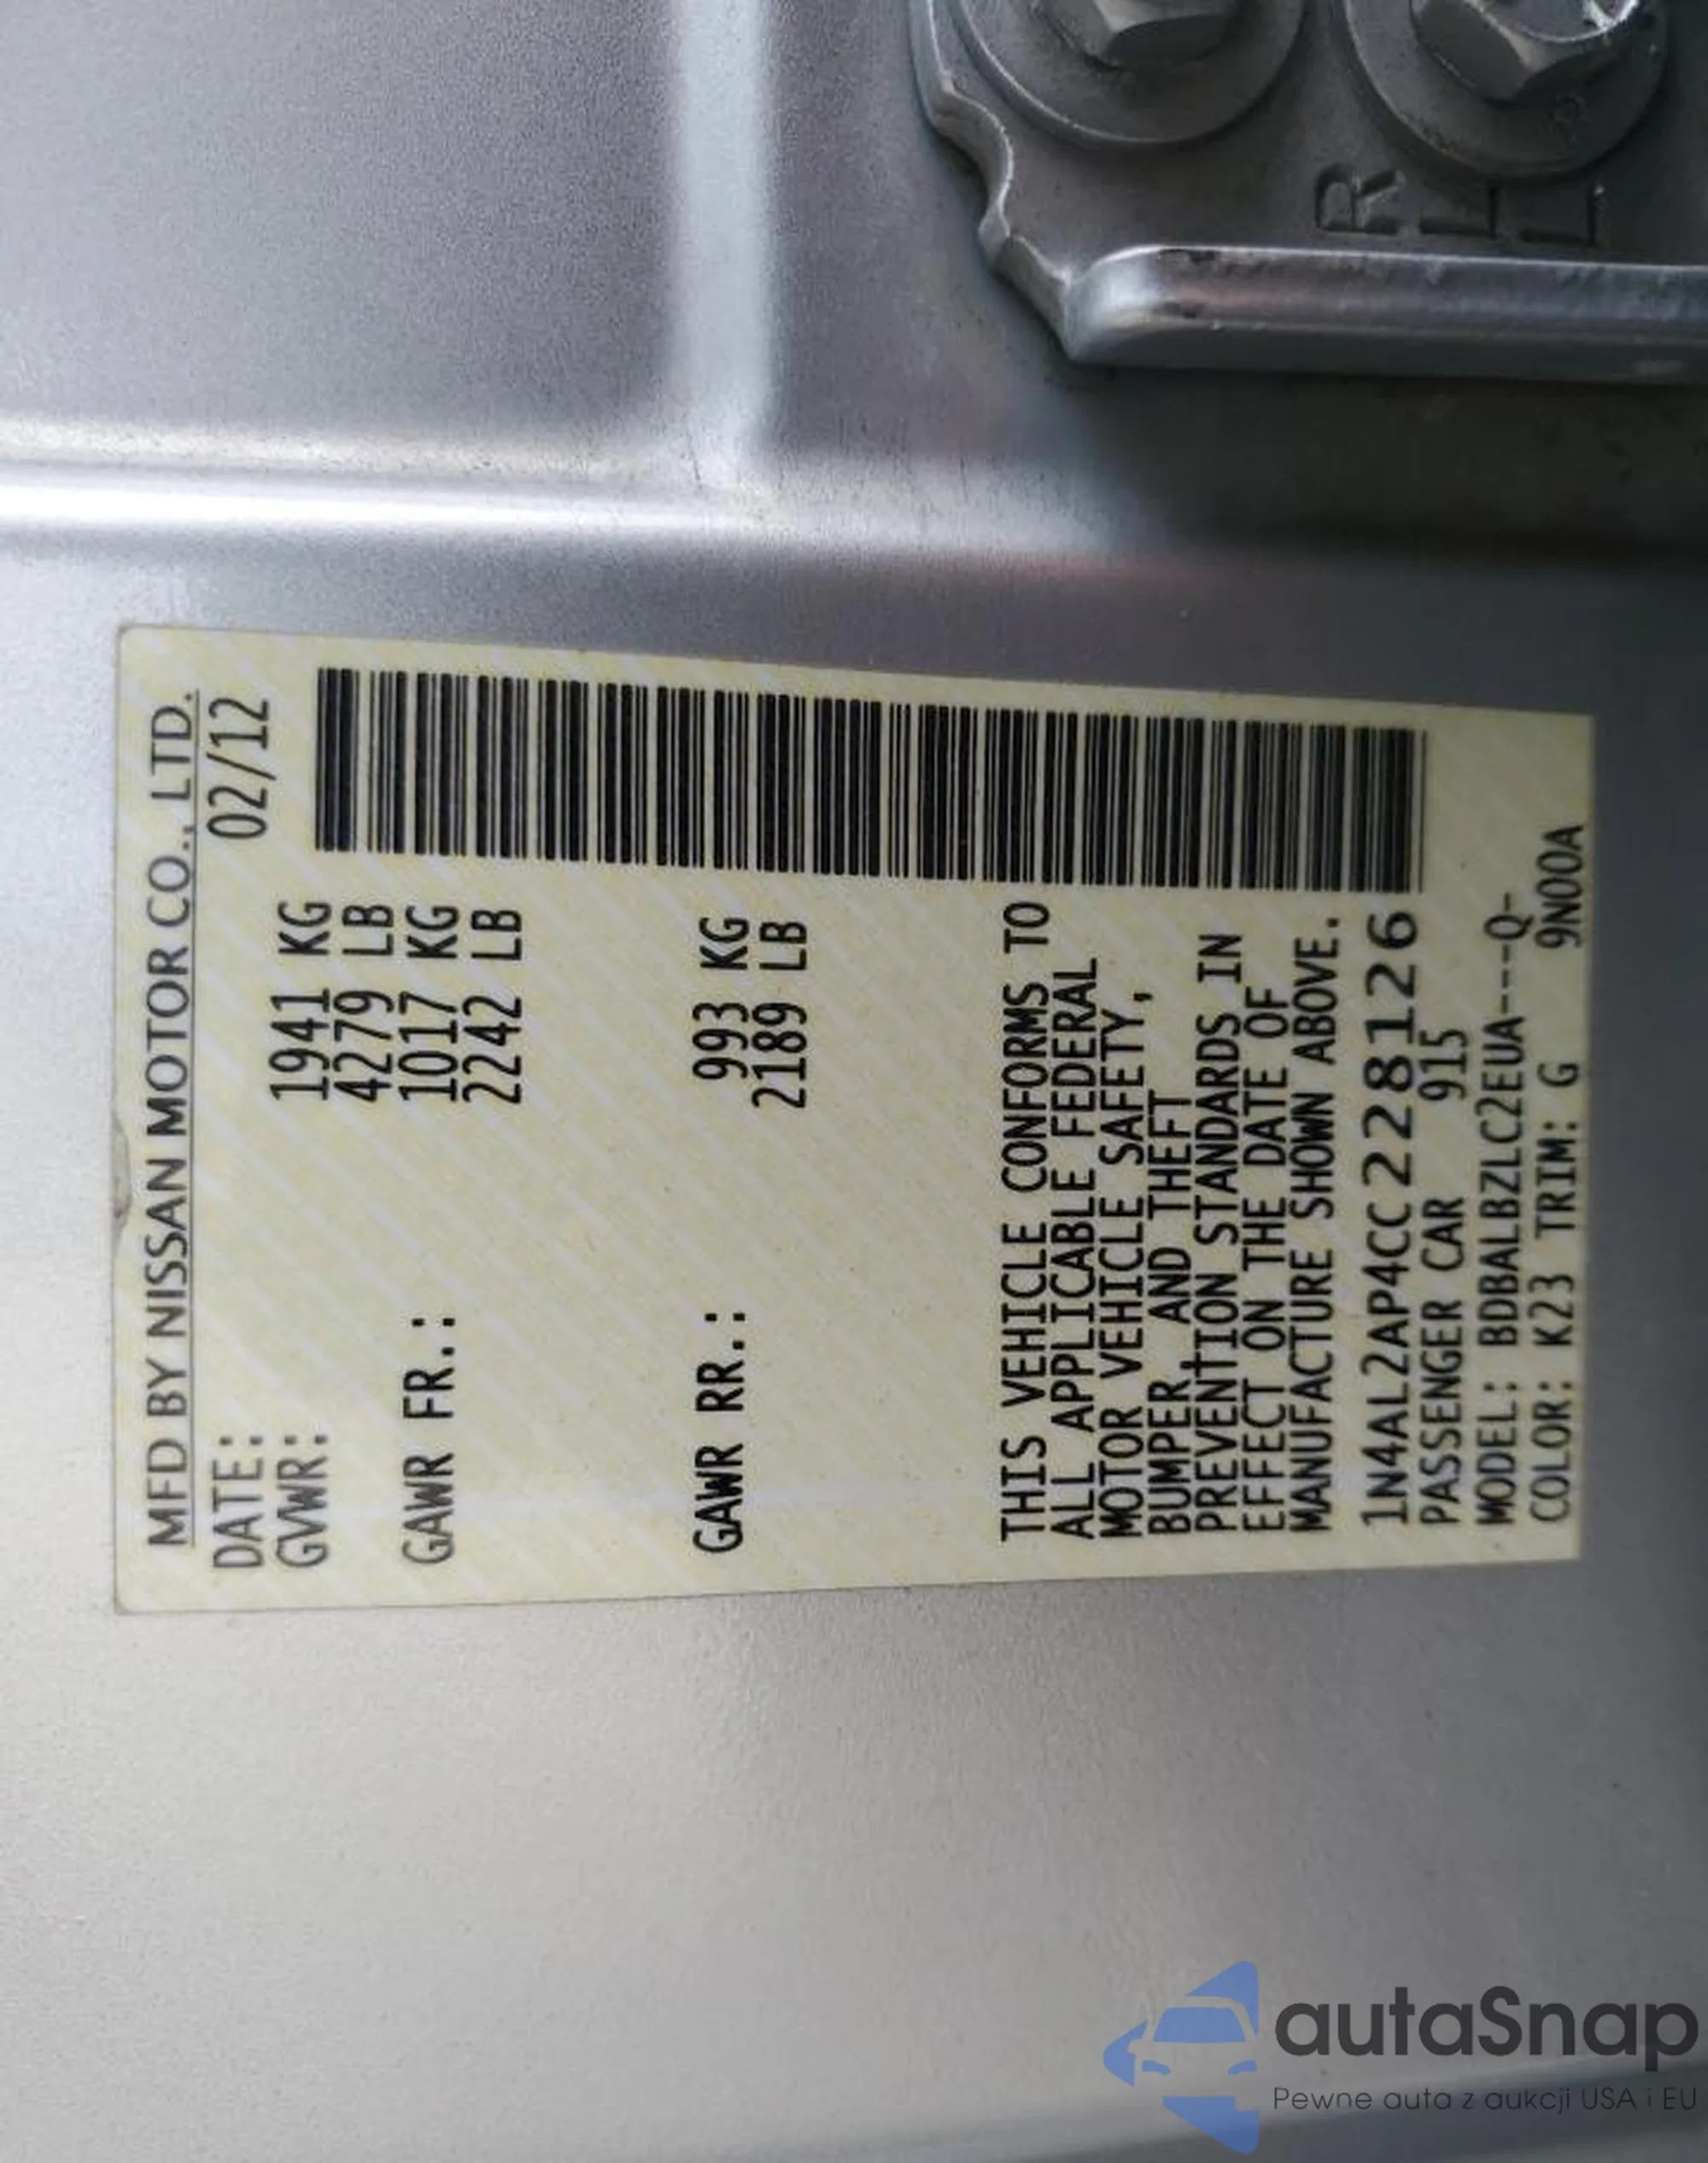 MFD BY NISSAN MOTOR CO., LTD.
DATE: 02/12
GVWR: 1941 KG
4279 LB
GAWR FR.: 1017 KG
2242 LB
GAWR RR.: 993 KG
2189 LB
THIS VEHICLE CONFORMS TO
ALL APPLICABLE FEDERAL
MOTOR VEHICLE SAFETY,
BUMPER, AND THEFT
PREVENTION STANDARDS IN
EFFECT ON THE DATE OF
MANUFACTURE SHOWN ABOVE.
1N4AL2AP4CC228126
PASSENGER CAR 915
MODEL: BDBALBZLC2EUA---Q-
COLOR: K23 TRIM: G 9N00A
R
autaSnap
Pewne auta z aukcji USA i EU